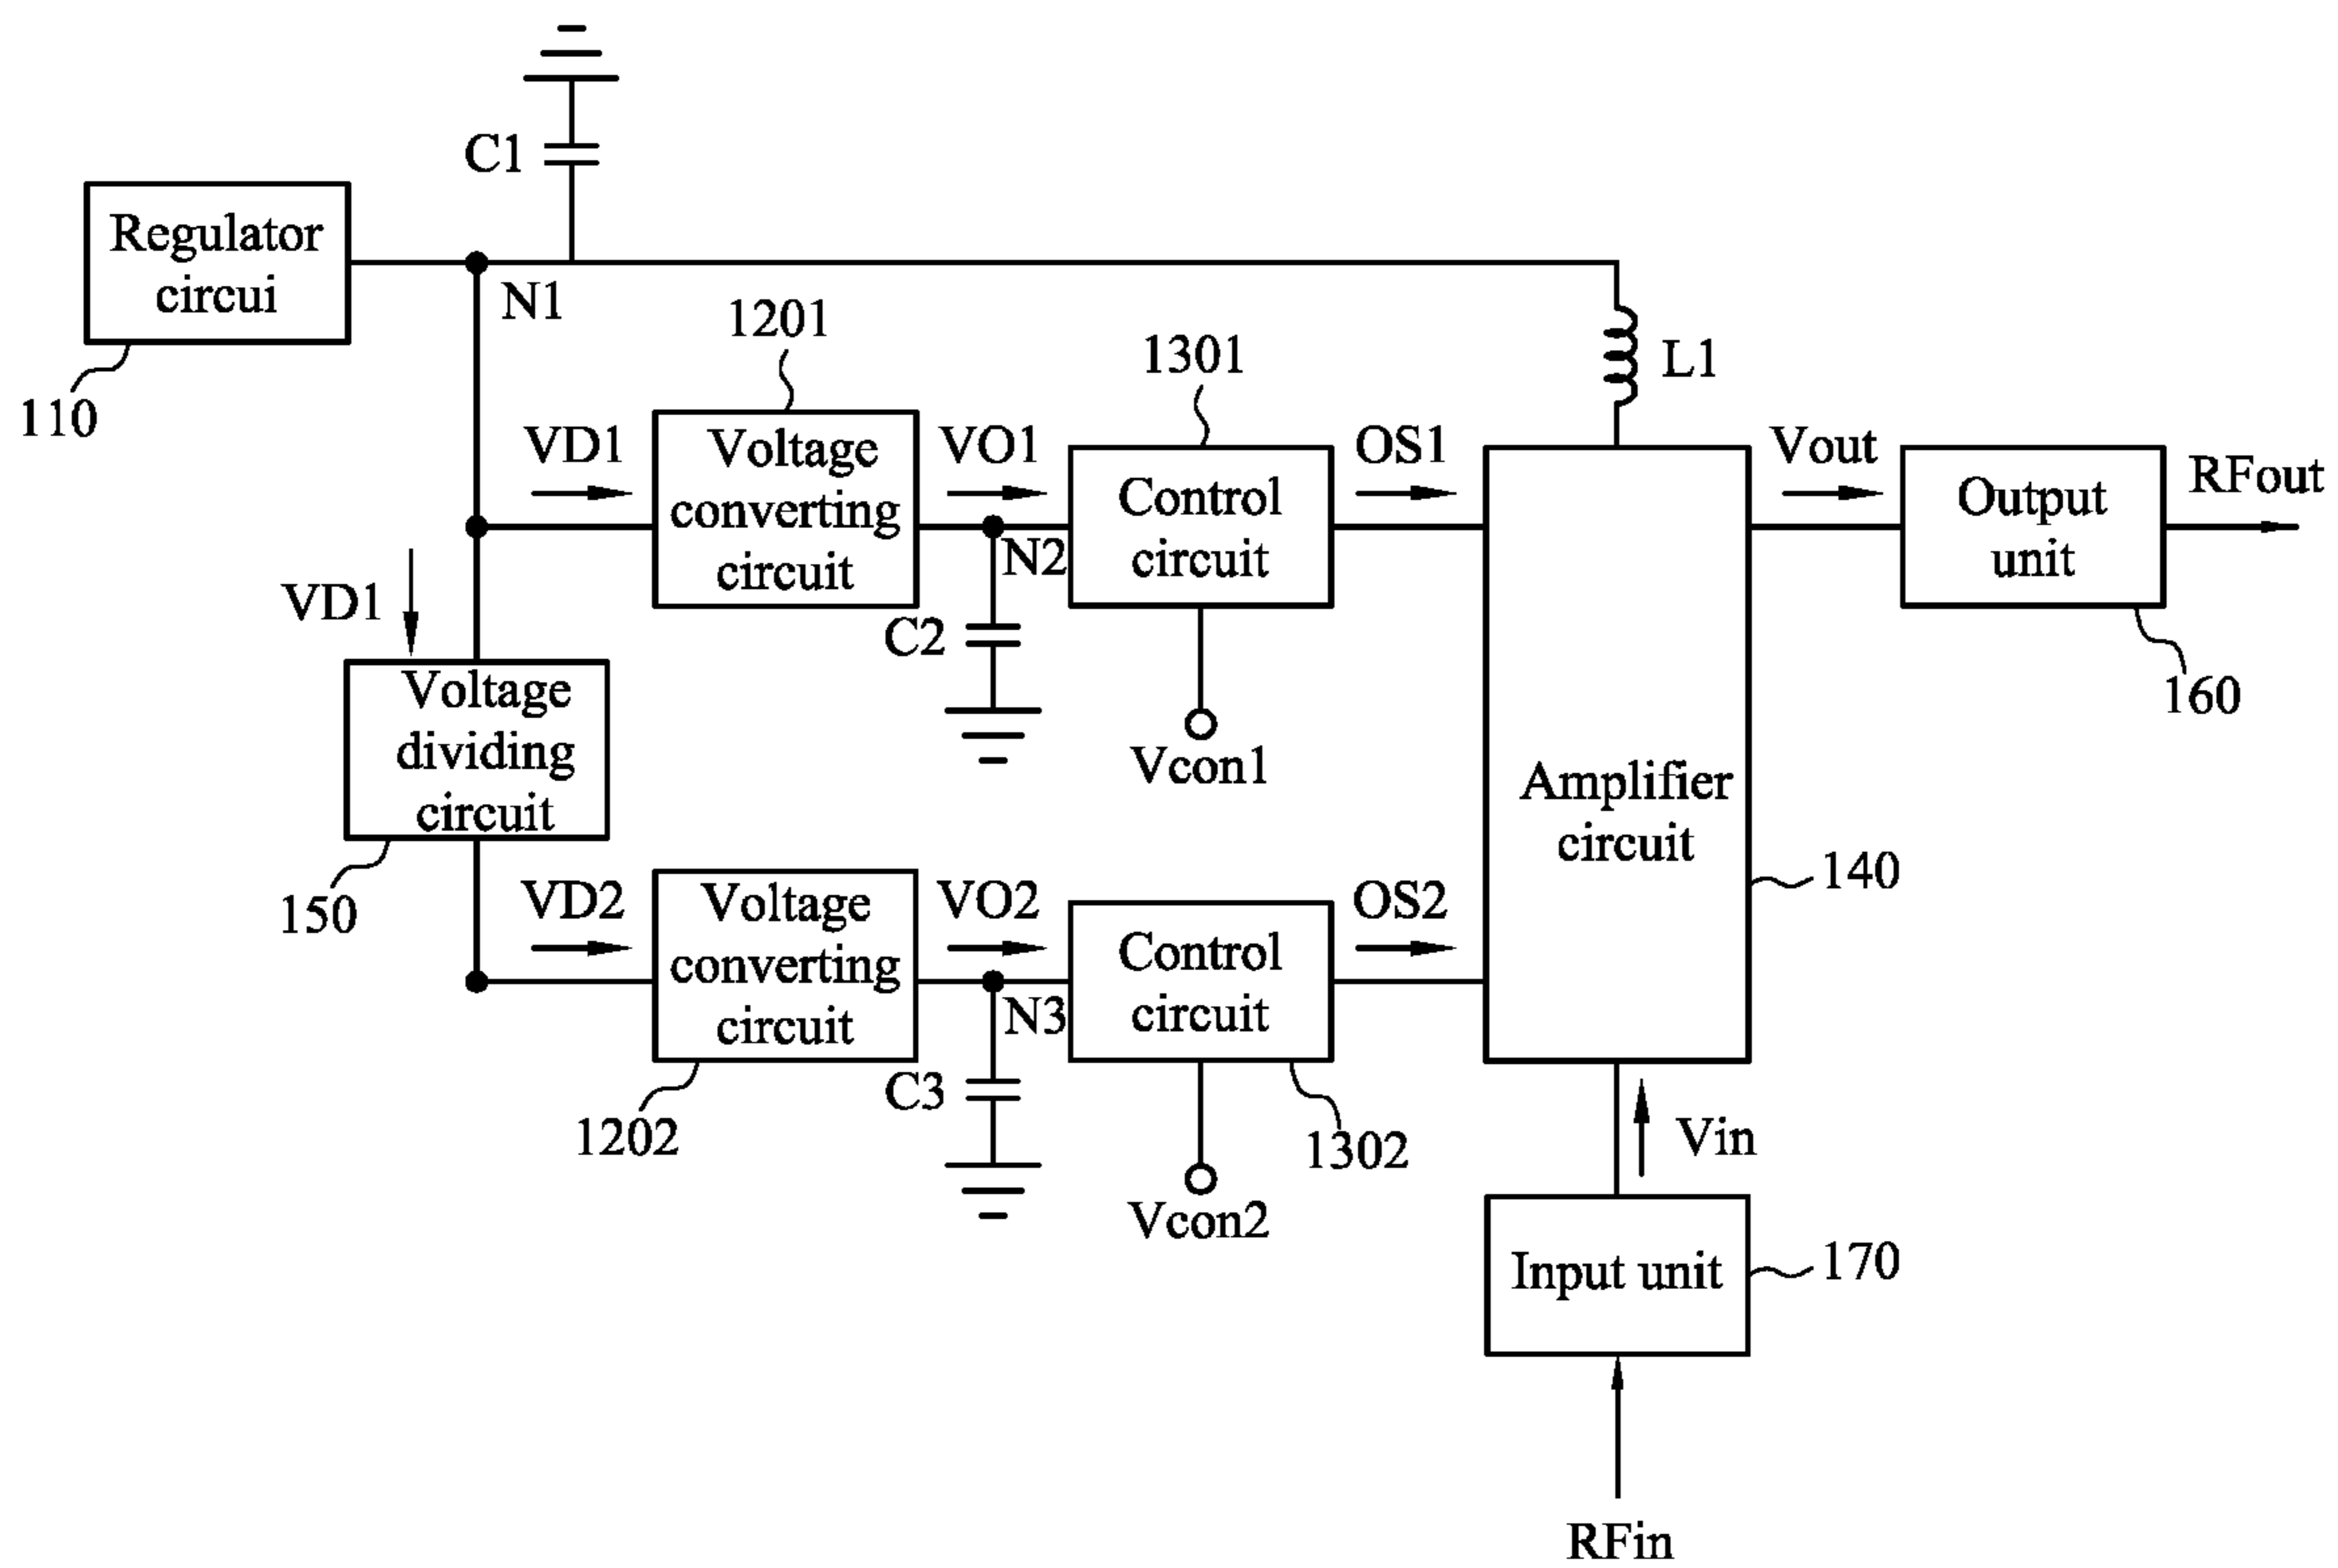 C1
Regulator
circui
N1
110
1201
1301
L1
VD1
Voltage
converting
circuit
VO1
N2
C2
Control
circuit
Vcon1
OS1
Vout
Output
unit
RFout
160
VD1
Voltage
dividing
circuit
150
Amplifier
circuit
140
VD2
Voltage
converting
circuit
1202
VO2
N3
C3
Control
circuit
1302
Vcon2
OS2
Vin
Input unit
170
RFin